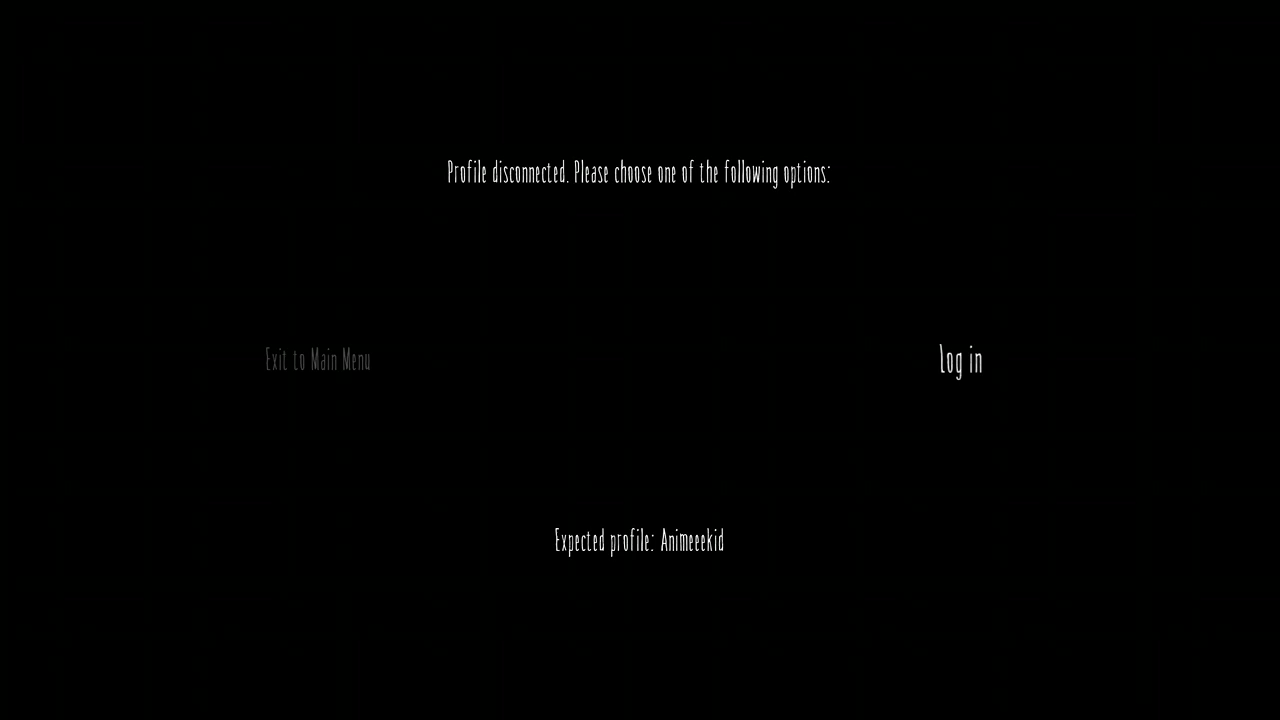 Profile disconnected. Please choose one of the following options:
Exit to Main Menu
Log in
Expected profile: Animeeekid